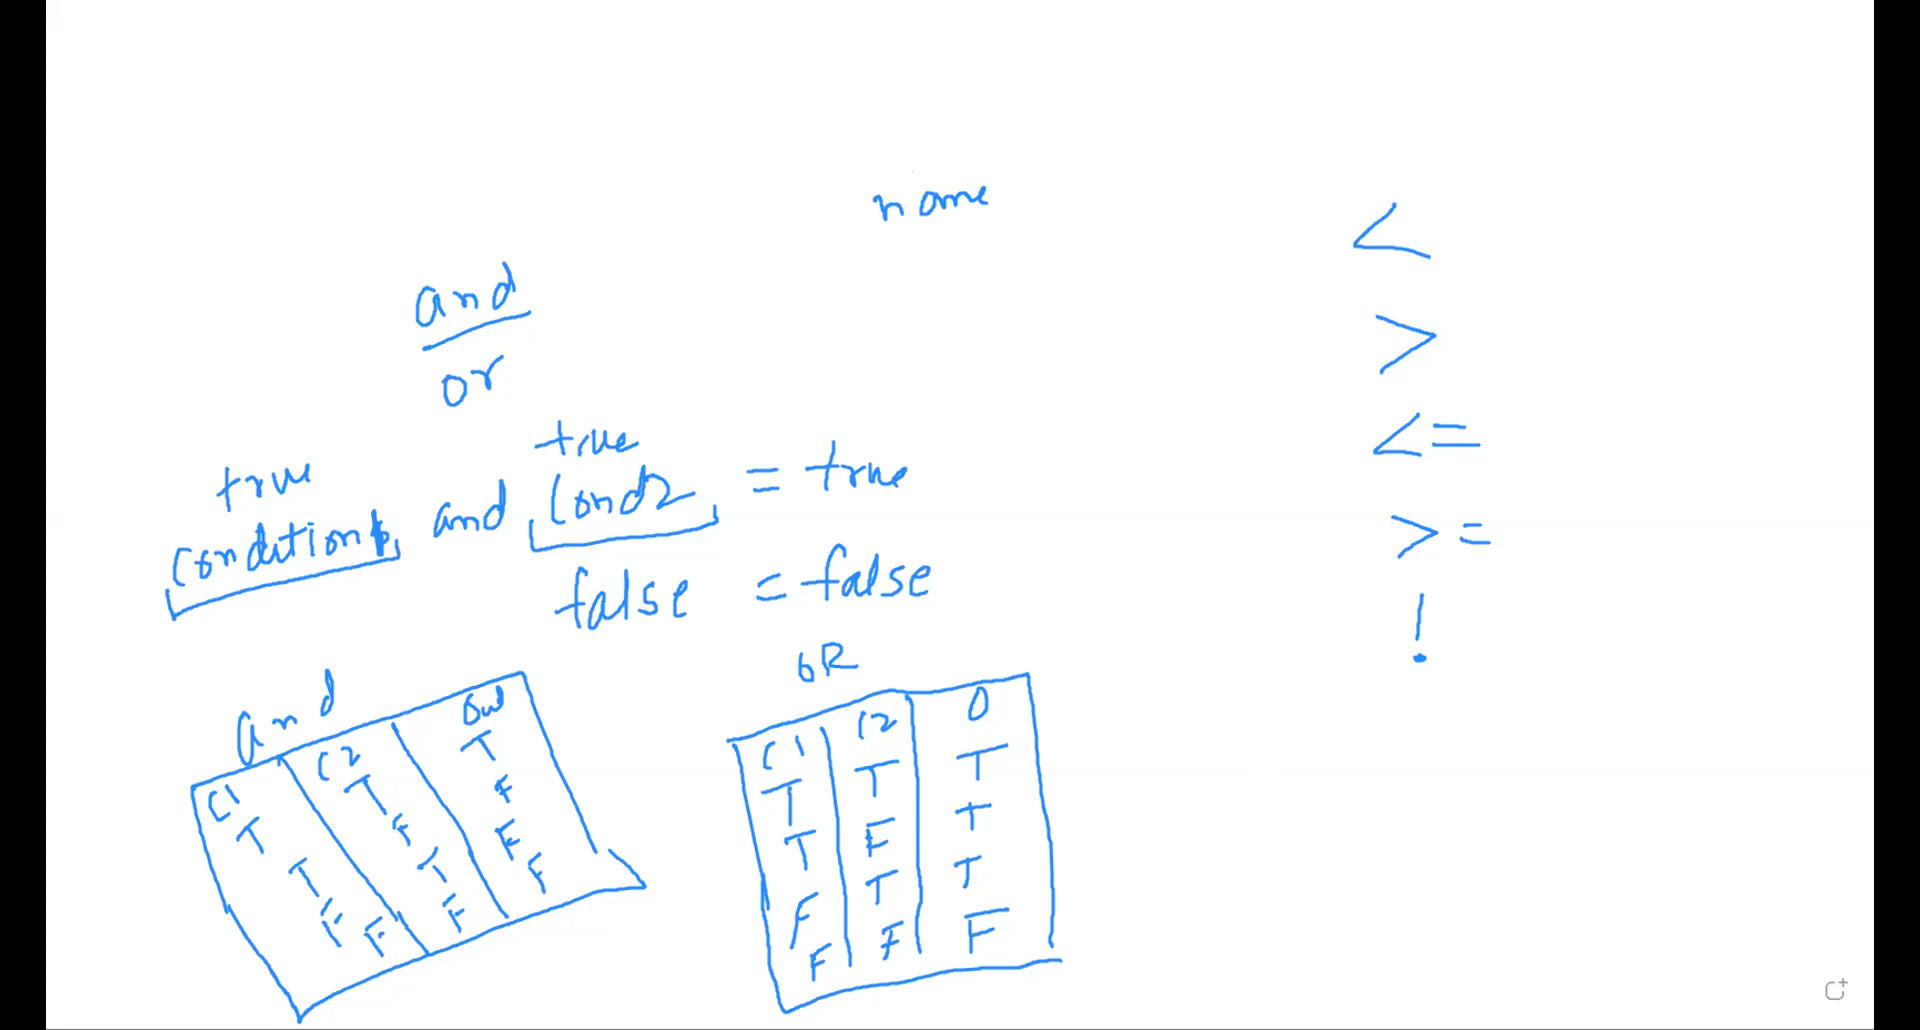 name
and
or
true
true
condition1 and Cond2 = true
false = false
<
>
<=
>=
!
and
C1 C2 Out
T T T
T F F
F T F
F F F
OR
C1 C2 O
T T T
T F T
F T T
F F F